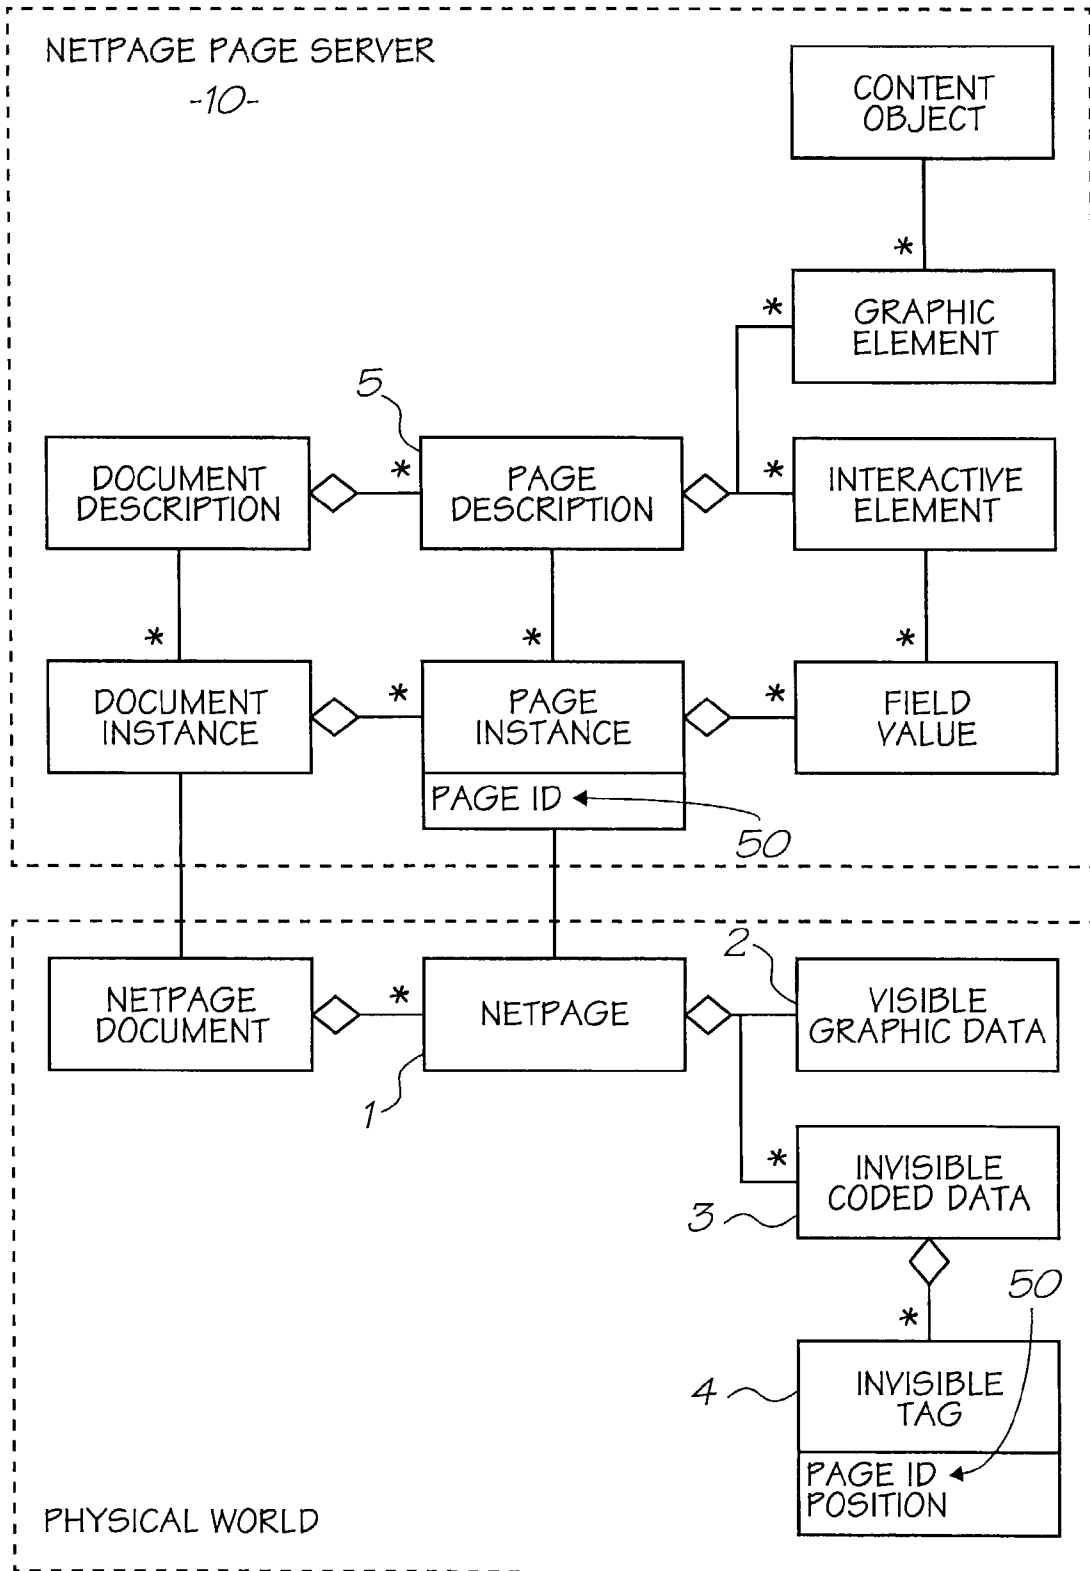 NETPAGE PAGE SERVER
-10-
CONTENT
OBJECT
*
GRAPHIC
ELEMENT
*
5
DOCUMENT
DESCRIPTION
*
PAGE
DESCRIPTION
*
INTERACTIVE
ELEMENT
*
*
*
DOCUMENT
INSTANCE
*
PAGE
INSTANCE
PAGE ID
*
FIELD
VALUE
50
NETPAGE
DOCUMENT
*
NETPAGE
1
2
VISIBLE
GRAPHIC DATA
*
INVISIBLE
CODED DATA
3
50
*
4
INVISIBLE
TAG
PAGE ID
POSITION
PHYSICAL WORLD